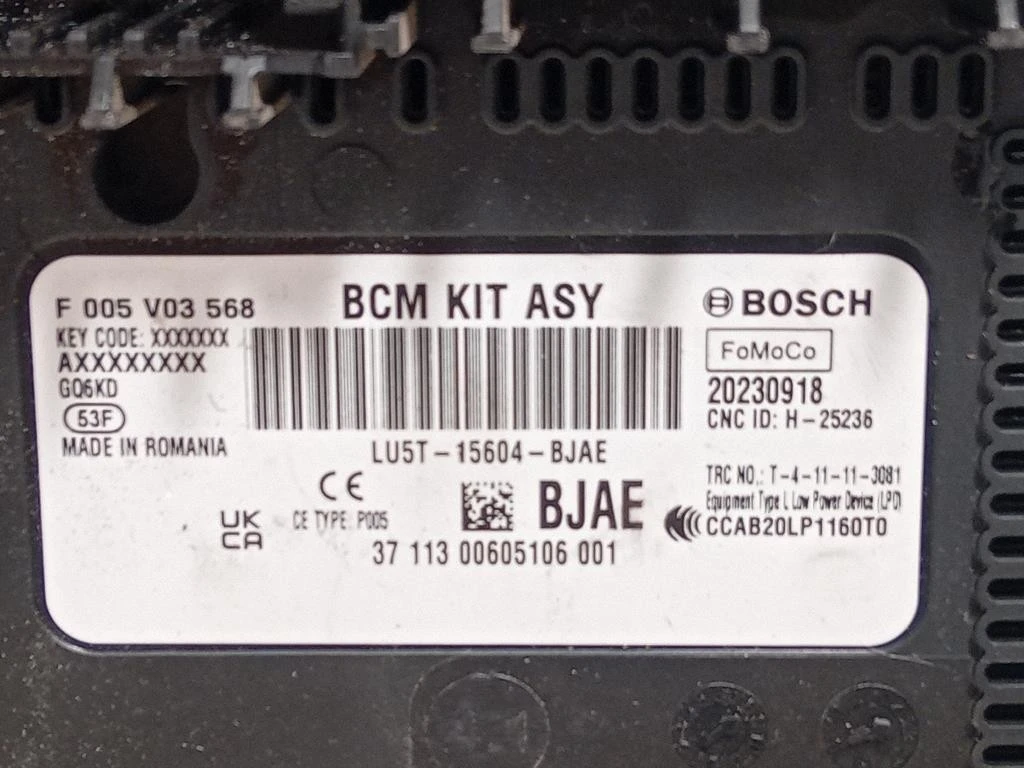 F 005 V03 568
BCM KIT ASY
BOSCH
KEY CODE: XXXXXXX
AXXXXXXXX
GQ6KD
53F
MADE IN ROMANIA
FoMoCo
20230918
CNC ID: H-25236
LU5T-15604-BJAE
TRC NO.: T-4-11-11-3081
Equipment Type I, Low Power Device (LPD)
CCAB20LP1160T0
CE
CE TYPE: P005
UK
CA
BJAE
37 113 00605106 001